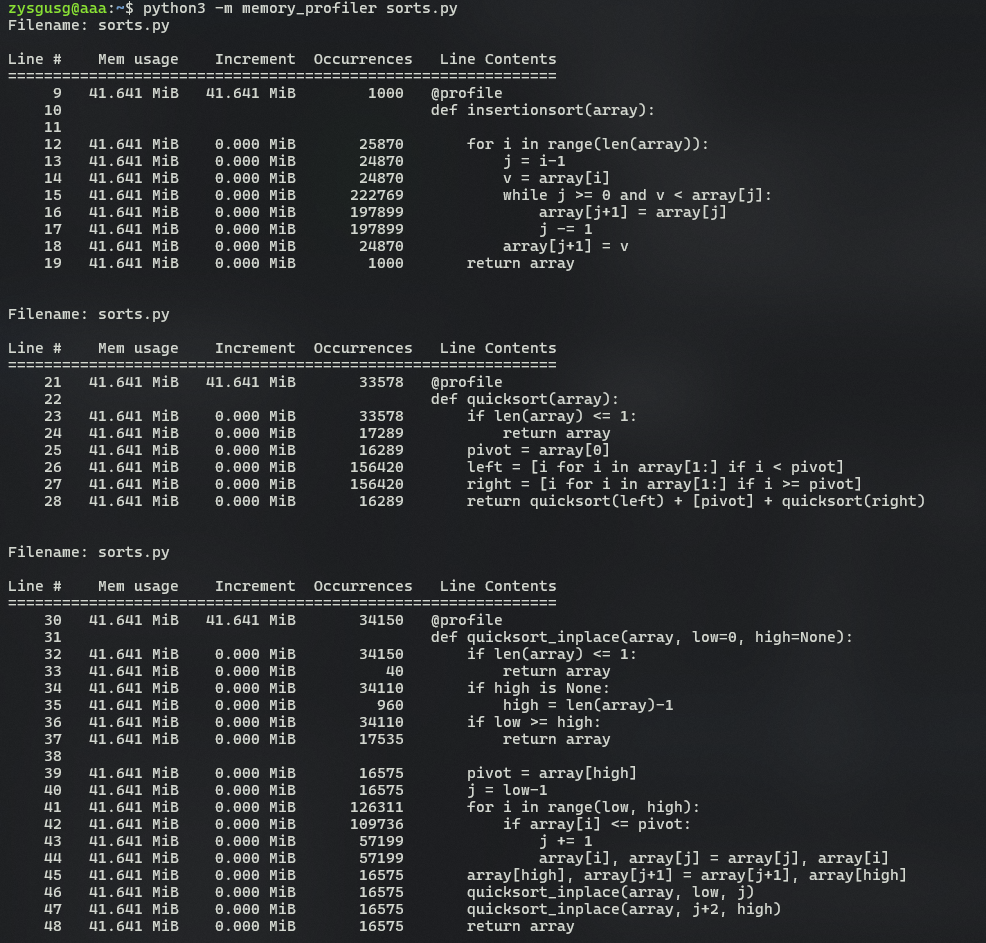 zysgusg@aaa:~$ python3 -m memory_profiler sorts.py
Filename: sorts.py
Line #    Mem usage    Increment  Occurrences   Line Contents
=============================================================
     9   41.641 MiB   41.641 MiB        1000   @profile
    10                                         def insertionsort(array):
    11
    12   41.641 MiB    0.000 MiB       25870       for i in range(len(array)):
    13   41.641 MiB    0.000 MiB       24870           j = i-1
    14   41.641 MiB    0.000 MiB       24870           v = array[i]
    15   41.641 MiB    0.000 MiB      222769           while j >= 0 and v < array[j]:
    16   41.641 MiB    0.000 MiB      197899               array[j+1] = array[j]
    17   41.641 MiB    0.000 MiB      197899               j -= 1
    18   41.641 MiB    0.000 MiB       24870           array[j+1] = v
    19   41.641 MiB    0.000 MiB        1000       return array
Filename: sorts.py
Line #    Mem usage    Increment  Occurrences   Line Contents
=============================================================
    21   41.641 MiB   41.641 MiB       33578   @profile
    22                                         def quicksort(array):
    23   41.641 MiB    0.000 MiB       33578       if len(array) <= 1:
    24   41.641 MiB    0.000 MiB       17289           return array
    25   41.641 MiB    0.000 MiB       16289       pivot = array[0]
    26   41.641 MiB    0.000 MiB      156420       left = [i for i in array[1:] if i < pivot]
    27   41.641 MiB    0.000 MiB      156420       right = [i for i in array[1:] if i >= pivot]
    28   41.641 MiB    0.000 MiB       16289       return quicksort(left) + [pivot] + quicksort(right)
Filename: sorts.py
Line #    Mem usage    Increment  Occurrences   Line Contents
=============================================================
    30   41.641 MiB   41.641 MiB       34150   @profile
    31                                         def quicksort_inplace(array, low=0, high=None):
    32   41.641 MiB    0.000 MiB       34150       if len(array) <= 1:
    33   41.641 MiB    0.000 MiB          40           return array
    34   41.641 MiB    0.000 MiB       34110       if high is None:
    35   41.641 MiB    0.000 MiB         960           high = len(array)-1
    36   41.641 MiB    0.000 MiB       34110       if low >= high:
    37   41.641 MiB    0.000 MiB       17535           return array
    38
    39   41.641 MiB    0.000 MiB       16575       pivot = array[high]
    40   41.641 MiB    0.000 MiB       16575       j = low-1
    41   41.641 MiB    0.000 MiB      126311       for i in range(low, high):
    42   41.641 MiB    0.000 MiB      109736           if array[i] <= pivot:
    43   41.641 MiB    0.000 MiB       57199               j += 1
    44   41.641 MiB    0.000 MiB       57199               array[i], array[j] = array[j], array[i]
    45   41.641 MiB    0.000 MiB       16575       array[high], array[j+1] = array[j+1], array[high]
    46   41.641 MiB    0.000 MiB       16575       quicksort_inplace(array, low, j)
    47   41.641 MiB    0.000 MiB       16575       quicksort_inplace(array, j+2, high)
    48   41.641 MiB    0.000 MiB       16575       return array